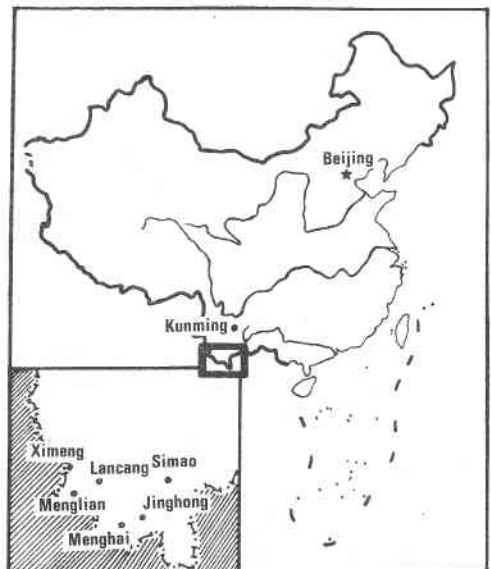 Beijing
Kunming
Ximeng
Lancang
Simao
Menglian
Jinghong
Menghai